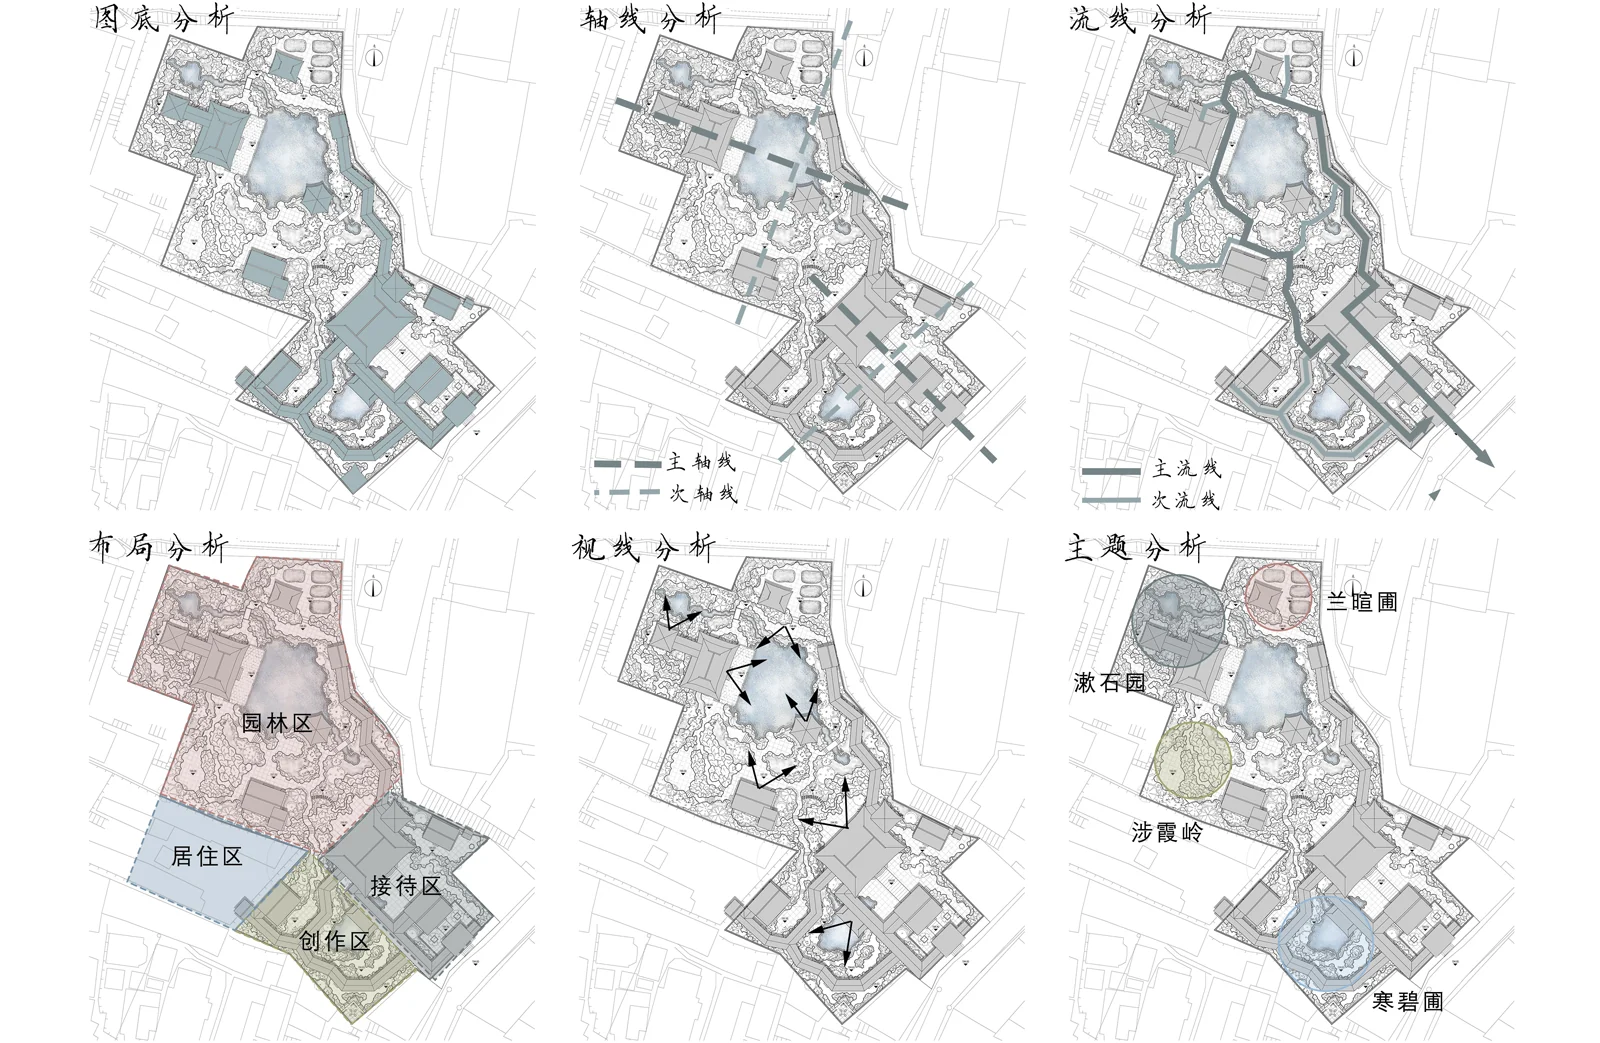 图底分析
轴线分析
流线分析
主轴线
次轴线
主流线
次流线
布局分析
视线分析
主题分析
园林区
居住区
接待区
创作区
兰暄圃
漱石园
涉霞岭
寒碧圃